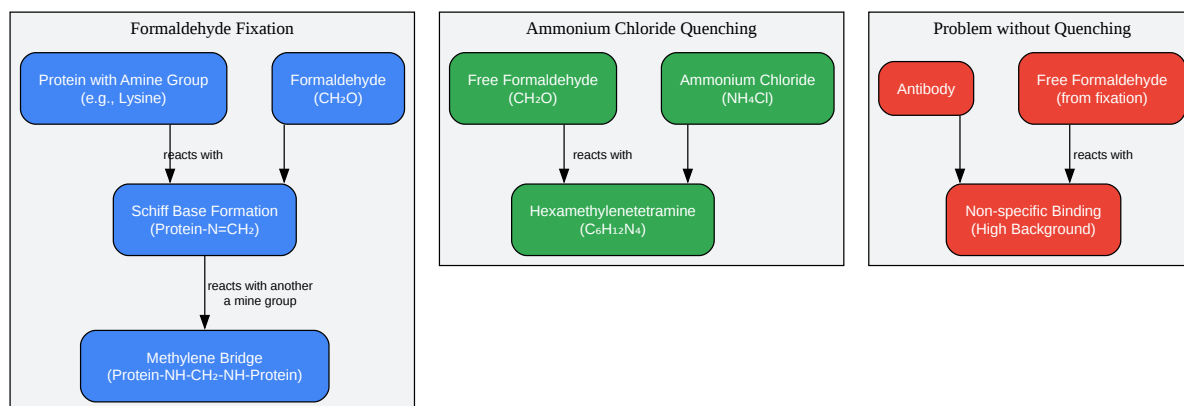 Formaldehyde Fixation
Protein with Amine Group
(e.g., Lysine)
Formaldehyde
(CH₂O)
reacts with
Schiff Base Formation
(Protein-N=CH₂)
reacts with another
a mine group
Methylene Bridge
(Protein-NH-CH₂-NH-Protein)
Ammonium Chloride Quenching
Free Formaldehyde
(CH₂O)
Ammonium Chloride
(NH₄Cl)
reacts with
Hexamethylenetetramine
(C₆H₁₂N₄)
Problem without Quenching
Antibody
Free Formaldehyde
(from fixation)
reacts with
Non-specific Binding
(High Background)